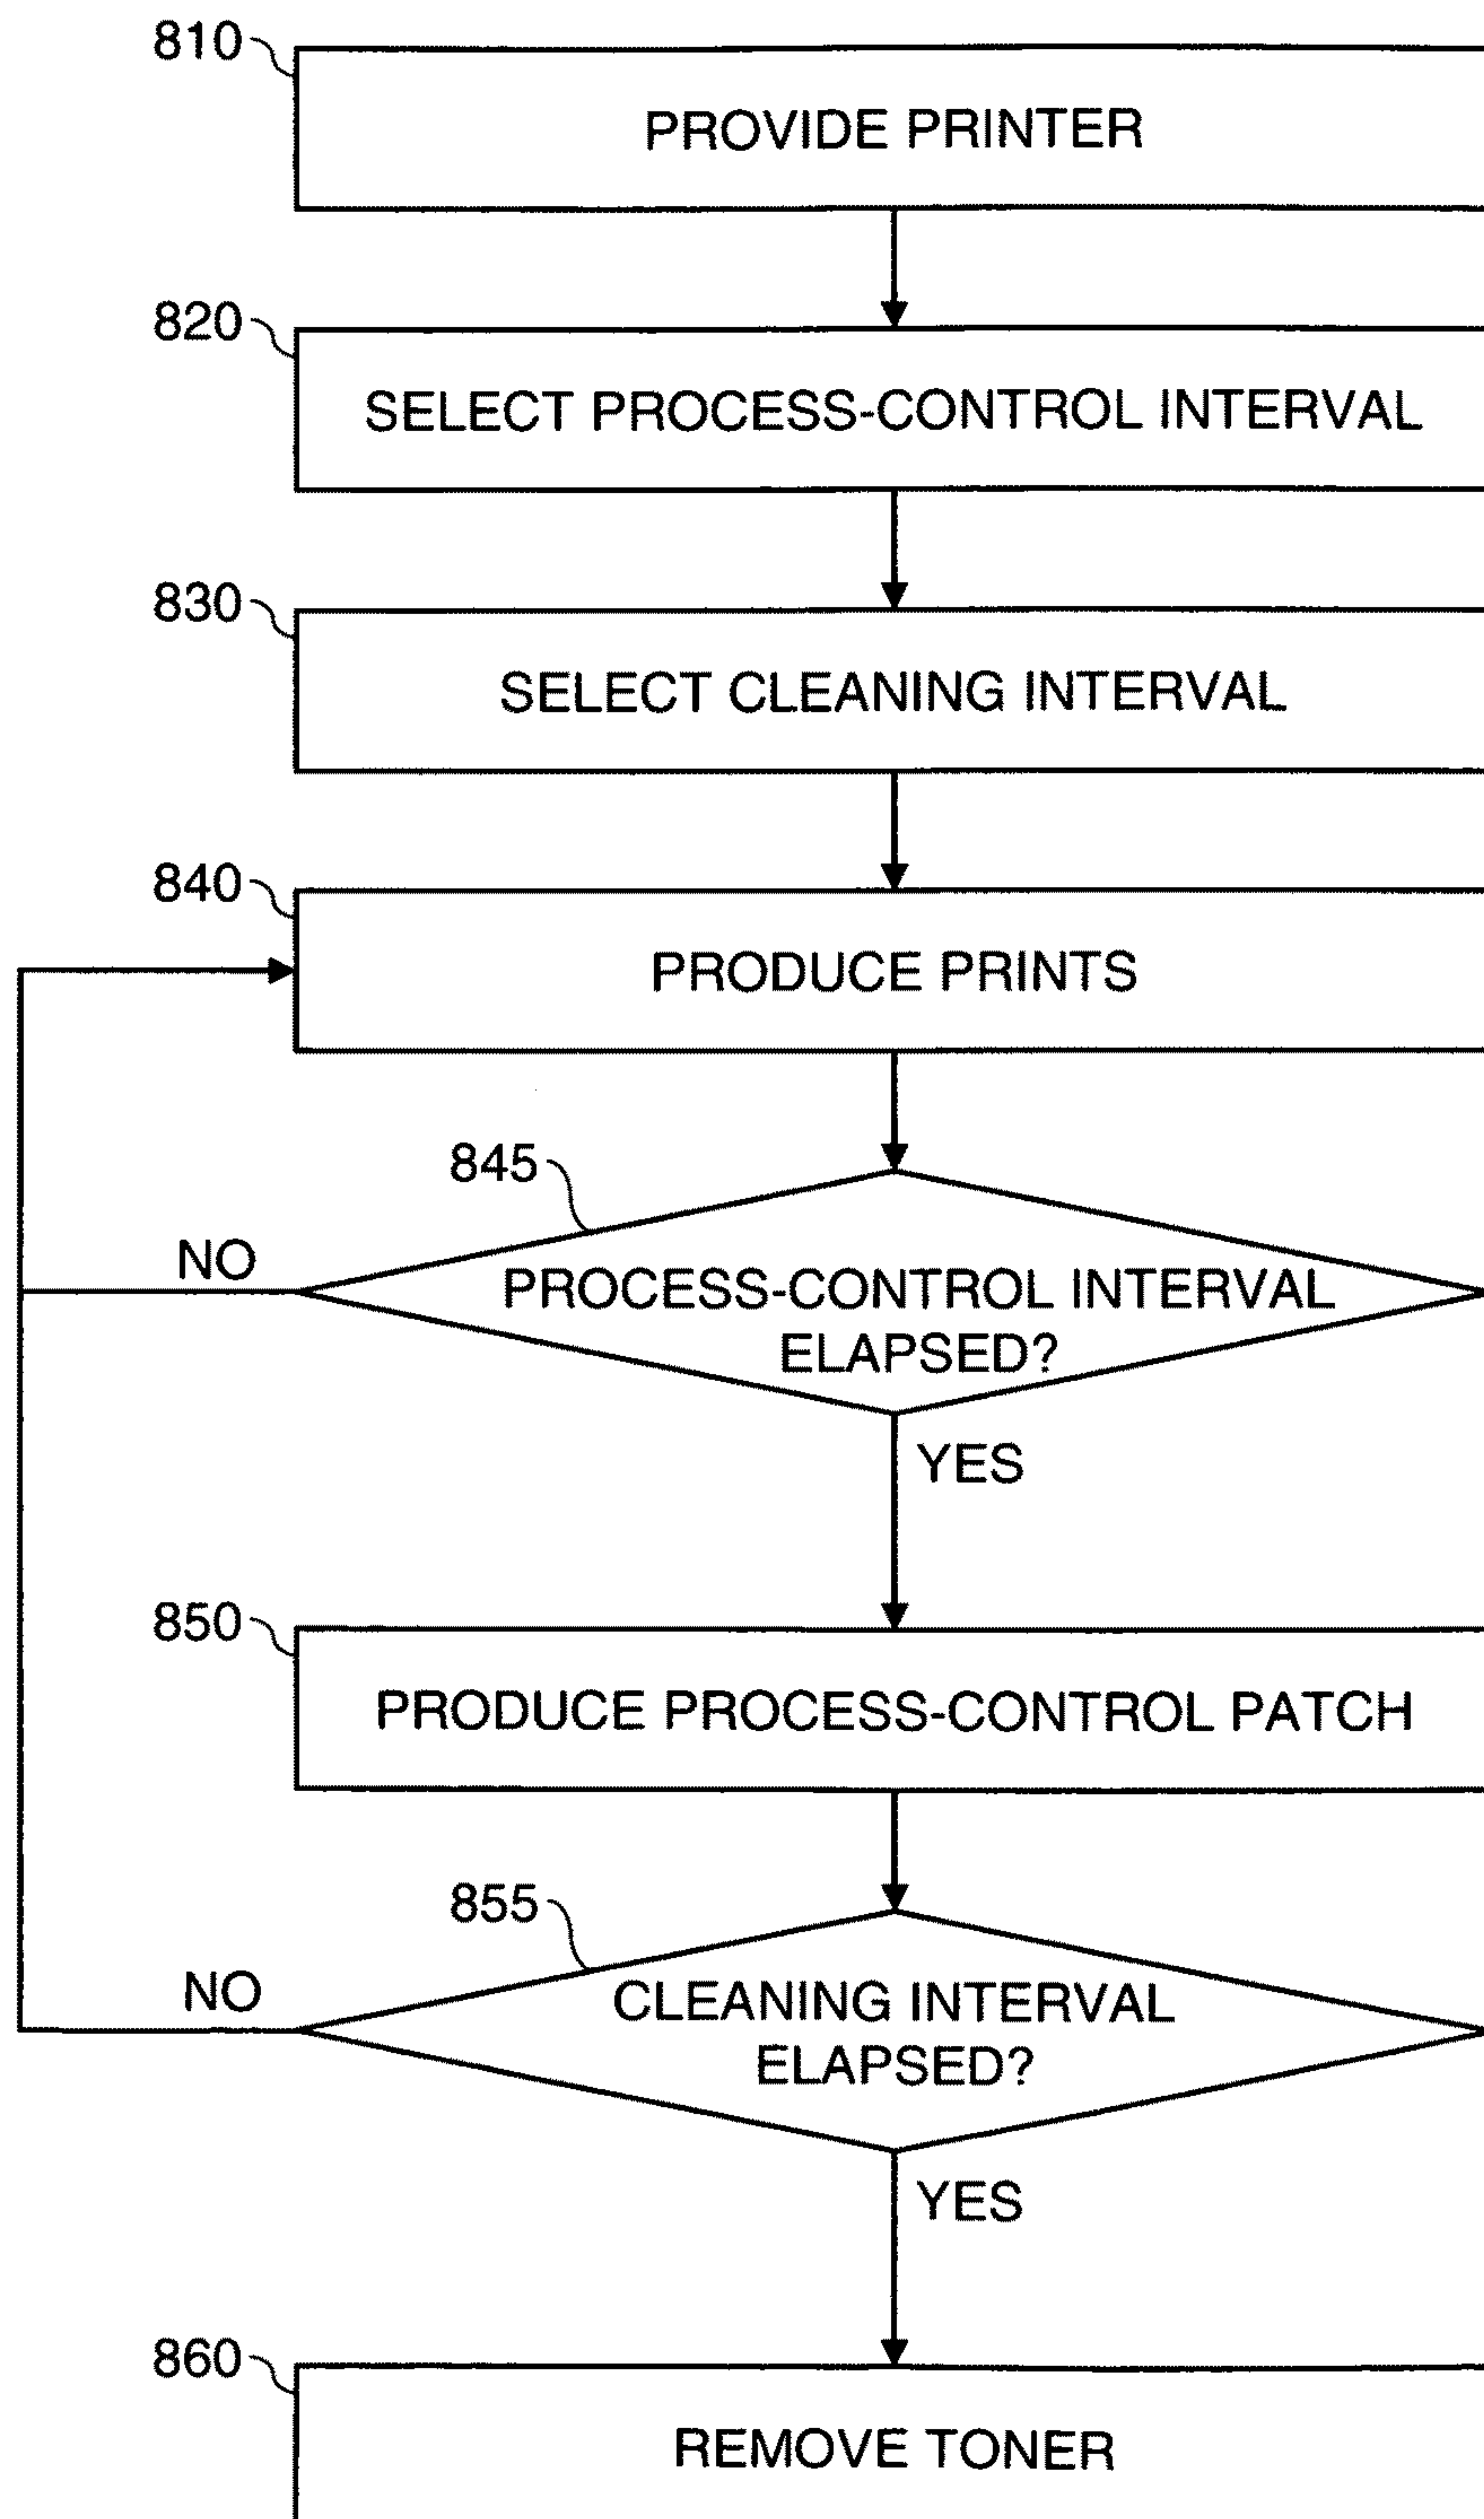 810
PROVIDE PRINTER
820
SELECT PROCESS-CONTROL INTERVAL
830
SELECT CLEANING INTERVAL
840
PRODUCE PRINTS
845
NO
PROCESS-CONTROL INTERVAL
ELAPSED?
YES
850
PRODUCE PROCESS-CONTROL PATCH
855
NO
CLEANING INTERVAL
ELAPSED?
YES
860
REMOVE TONER